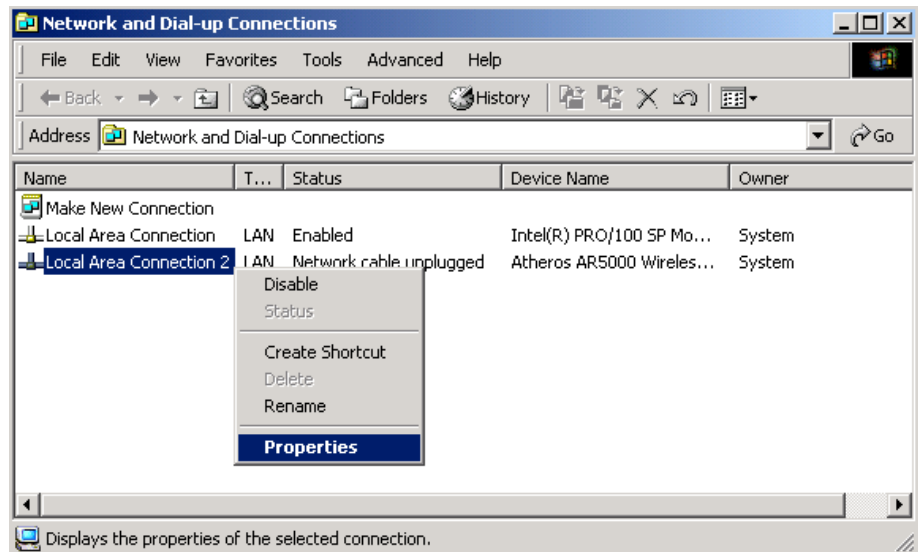 Network and Dial-up Connections
File Edit View Favorites Tools Advanced Help
Back Search Folders History
Address Network and Dial-up Connections Go
Name T... Status Device Name Owner
Make New Connection
Local Area Connection LAN Enabled Intel(R) PRO/100 SP Mo... System
Local Area Connection 2 LAN Network cable unplugged Atheros AR5000 Wireles... System
Disable
Status
Create Shortcut
Delete
Rename
Properties
Displays the properties of the selected connection.